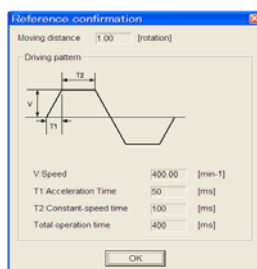 Reference confirmation
Moving distance 1.00 [rotation]
Driving pattern
T2
V
T1
V:Speed 400.00 [min-1]
T1:Acceleration Time 50 [ms]
T2:Constant-speed time 100 [ms]
Total operation time 400 [ms]
OK